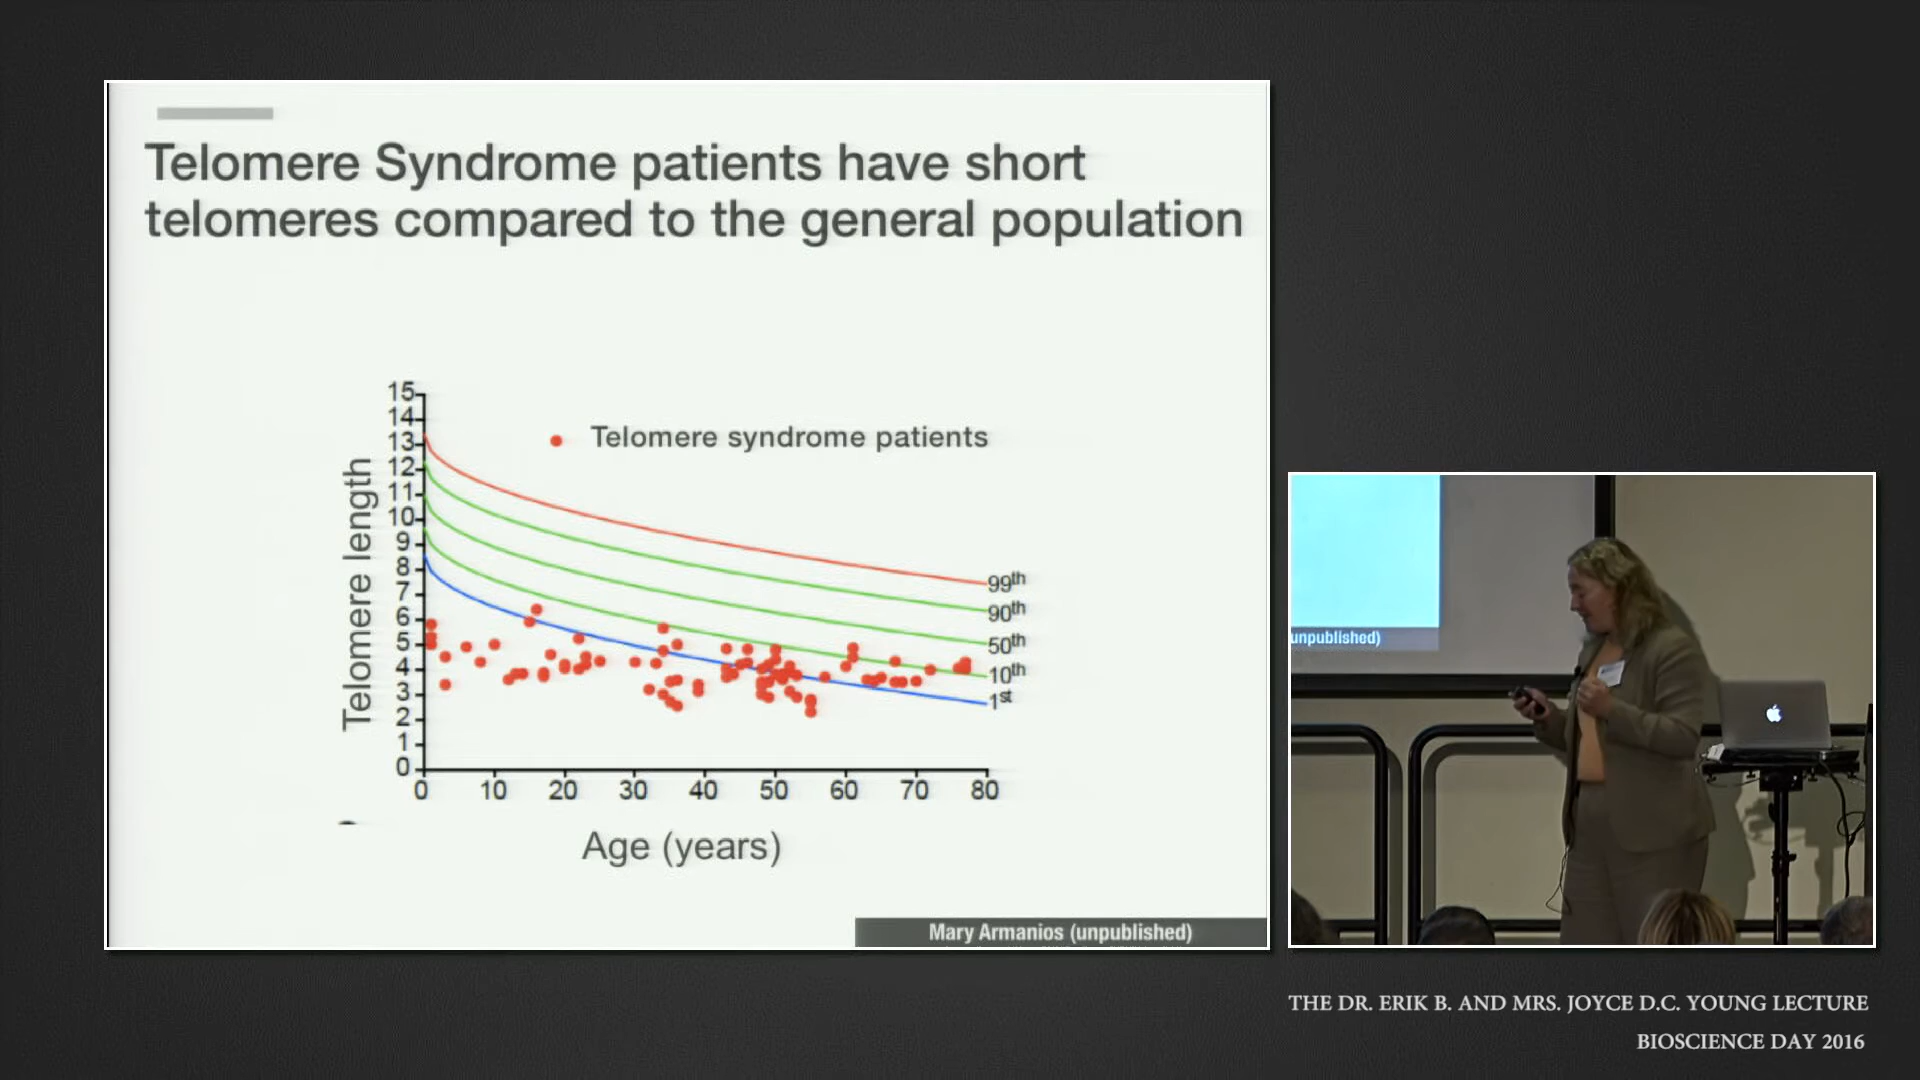 Telomere Syndrome patients have short
telomeres compared to the general population
Telomere syndrome patients
Telomere length
15
14
13
12
11
10
9
8
7
6
5
4
3
2
1
0
99th
90th
50th
10th
1st
0 10 20 30 40 50 60 70 80
Age (years)
Mary Armanios (unpublished)
unpublished)
THE DR. ERIK B. AND MRS. JOYCE D.C. YOUNG LECTURE
BIOSCIENCE DAY 2016